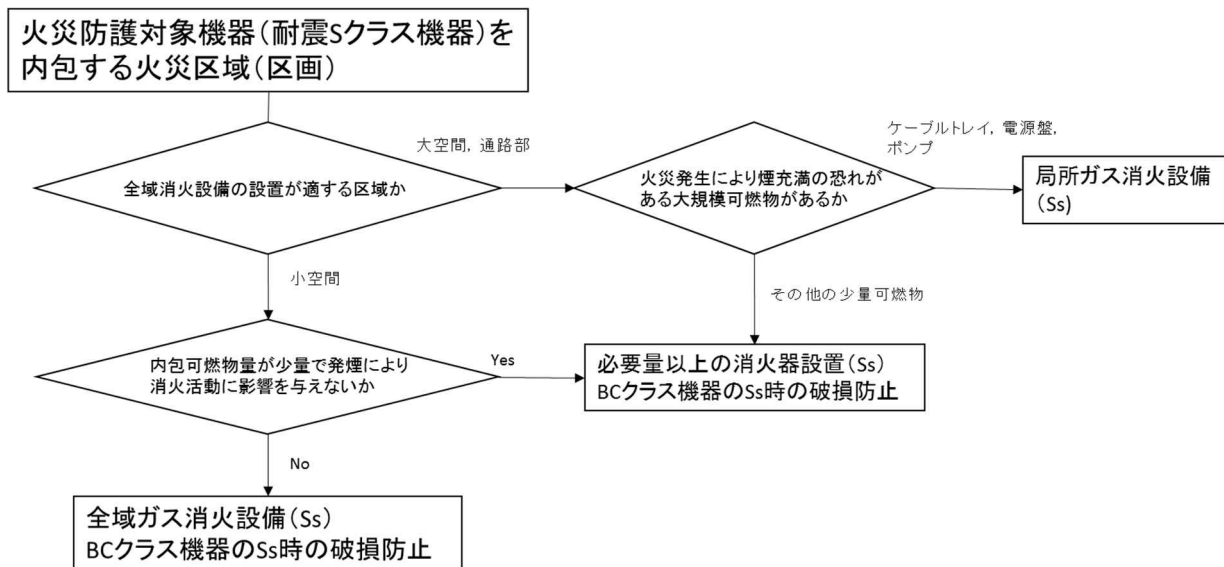 火災防護対象機器(耐震Sクラス機器)を
内包する火災区域(区画)
大空間, 通路部
ケーブルトレイ, 電源盤,
ポンプ
全域消火設備の設置が適する区域か
火災発生により煙充満の恐れが
ある大規模可燃物があるか
局所ガス消火設備
(Ss)
小空間
その他の少量可燃物
内包可燃物量が少量で発煙により
消火活動に影響を与えないか
Yes
必要量以上の消火器設置(Ss)
BCクラス機器のSs時の破損防止
No
全域ガス消火設備(Ss)
BCクラス機器のSs時の破損防止